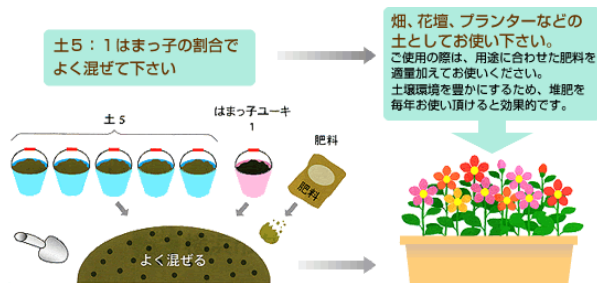 土5：1はまっ子の割合で
よく混ぜて下さい
畑、花壇、プランターなどの
土としてお使い下さい。
ご使用の際は、用途に合わせた肥料を
適量加えてお使いください。
土壌環境を豊かにするため、堆肥を
毎年お使い頂けると効果的です。
土5
はまっ子ユーキ
1
肥料
肥料
よく混ぜる